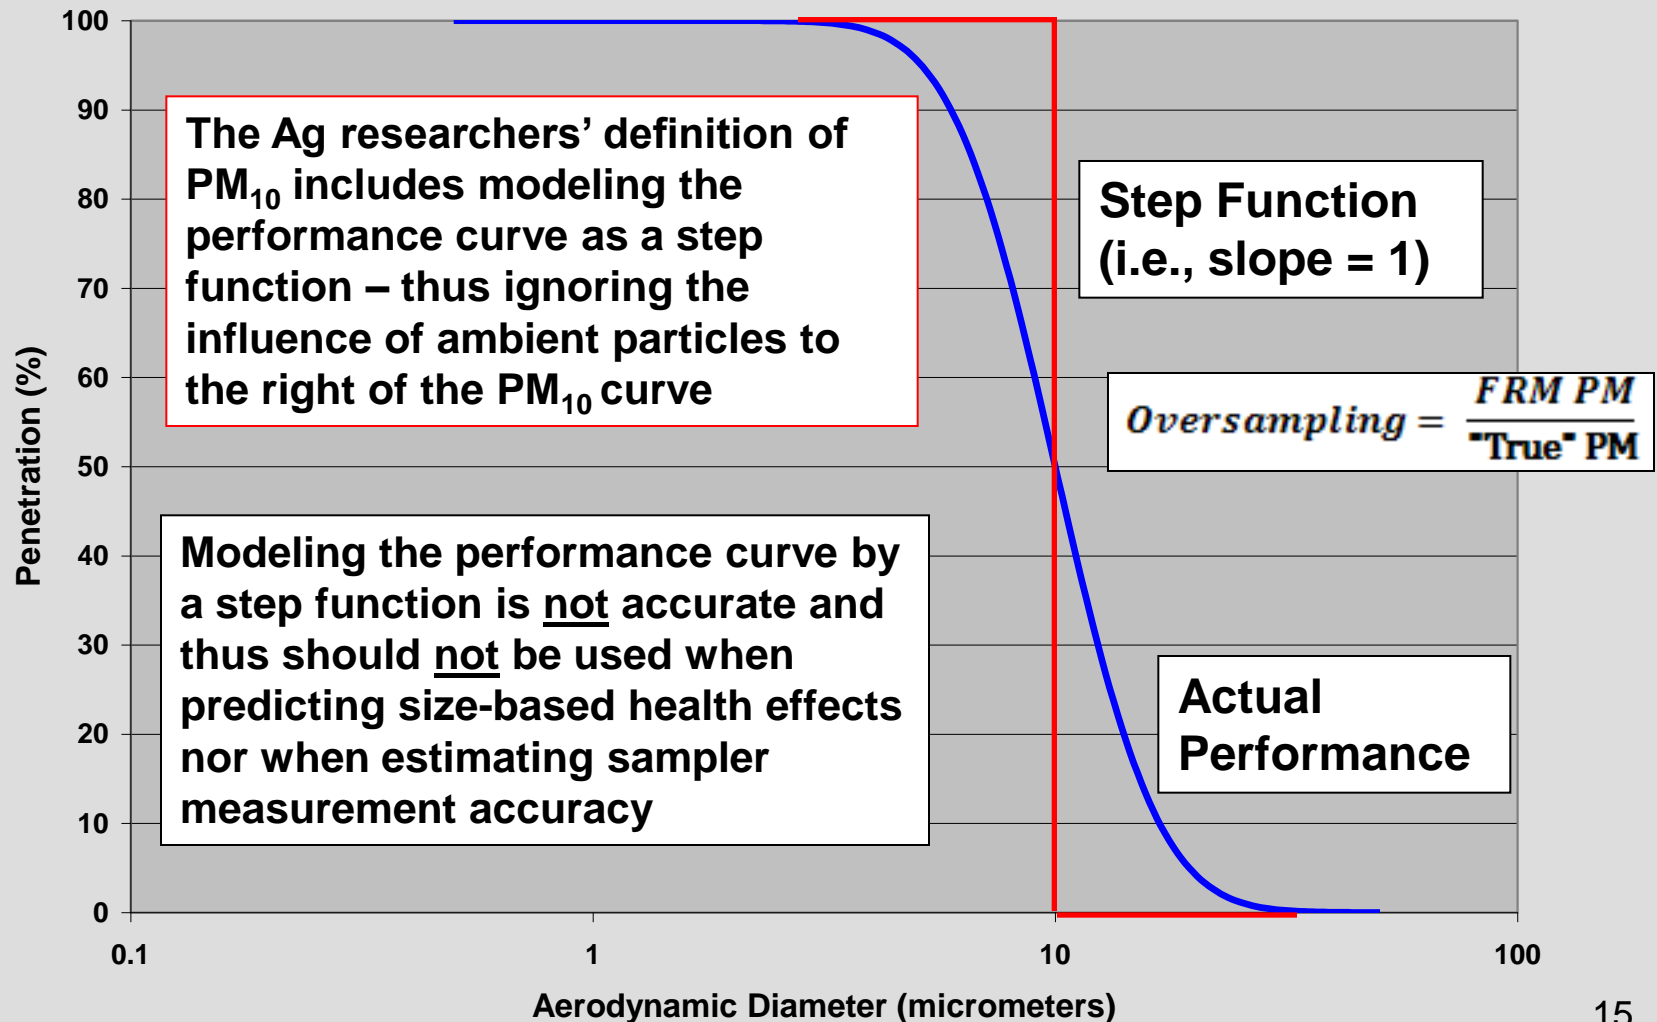 100
90
80
70
60
50
40
30
20
10
0
Penetration (%)
The Ag researchers’ definition of
PM₁₀ includes modeling the
performance curve as a step
function – thus ignoring the
influence of ambient particles to
the right of the PM₁₀ curve
Step Function
(i.e., slope = 1)
Oversampling = FRM PM / "True" PM
Modeling the performance curve by
a step function is not accurate and
thus should not be used when
predicting size-based health effects
nor when estimating sampler
measurement accuracy
Actual
Performance
0.1 1 10 100
Aerodynamic Diameter (micrometers)
15